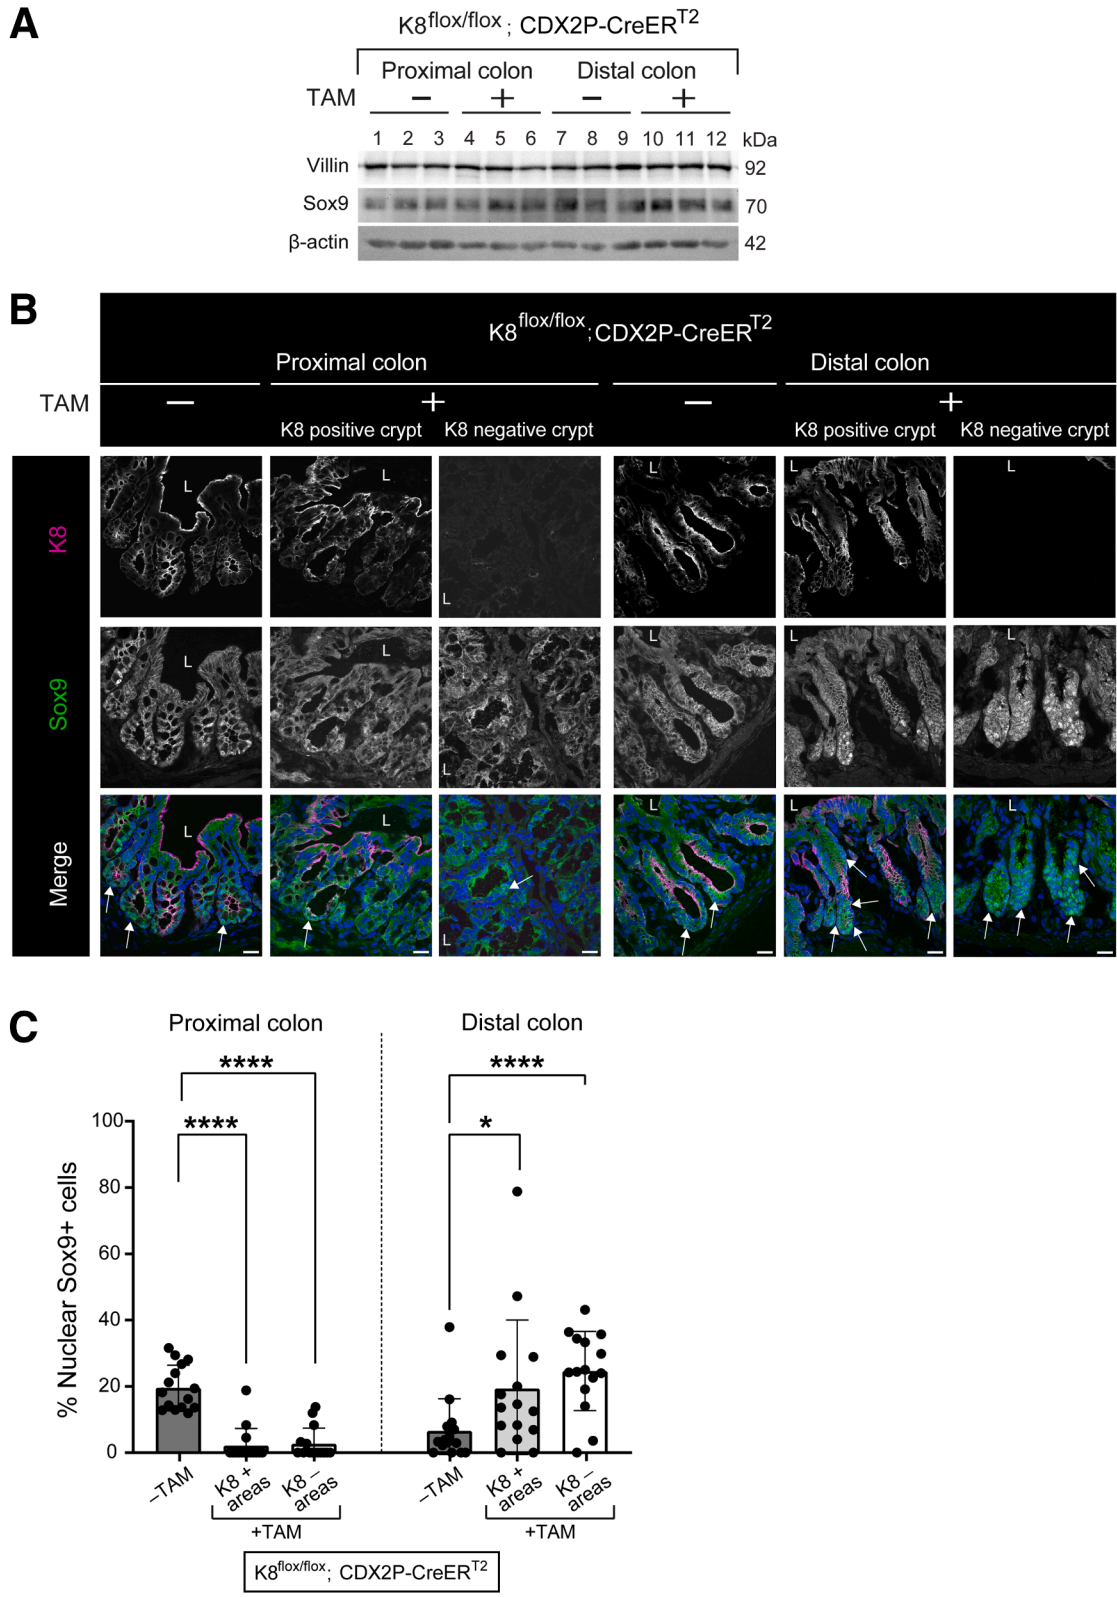 A
K8flox/flox; CDX2P-CreERT2
Proximal colon Distal colon
TAM − + − +
1 2 3 4 5 6 7 8 9 10 11 12 kDa
Villin 92
Sox9 70
β-actin 42
B
K8flox/flox; CDX2P-CreERT2
Proximal colon Distal colon
TAM − + − +
K8 positive crypt K8 negative crypt K8 positive crypt K8 negative crypt
K8
L L L L L L
Sox9
L L L L L L
Merge
L L L L L L
C
Proximal colon Distal colon
**** ****
**** *
% Nuclear Sox9+ cells
100
80
60
40
20
0
–TAM K8 + areas K8 – areas –TAM K8 + areas K8 – areas
+TAM +TAM
K8flox/flox; CDX2P-CreERT2